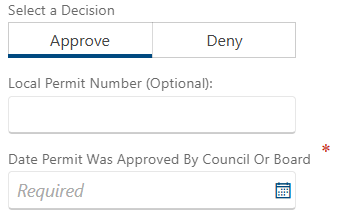 Select a Decision
Approve Deny
Local Permit Number (Optional):
Date Permit Was Approved By Council Or Board *
Required